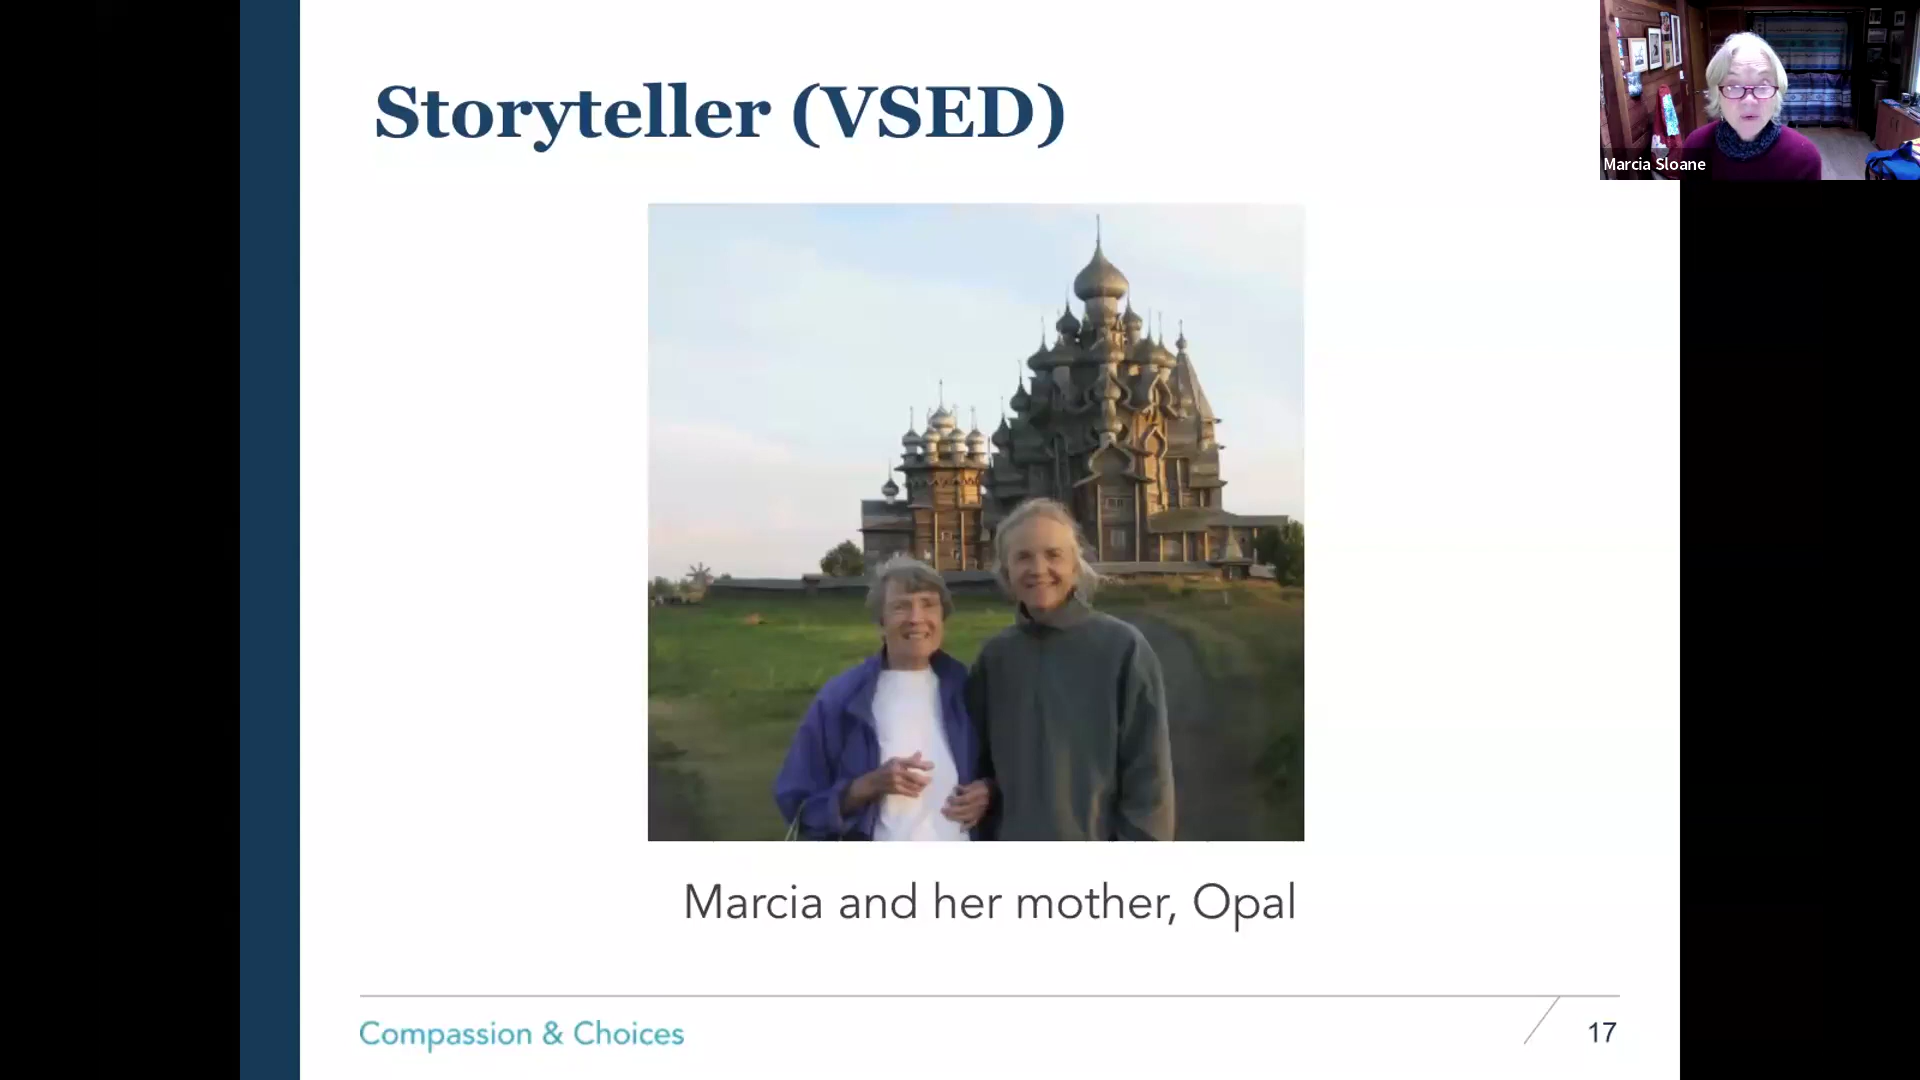 Storyteller (VSED)
Marcia Sloane
Marcia and her mother, Opal
Compassion & Choices
17